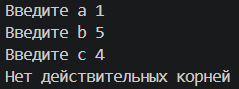 Введите a 1
Введите b 5
Введите c 4
Нет действительных корней